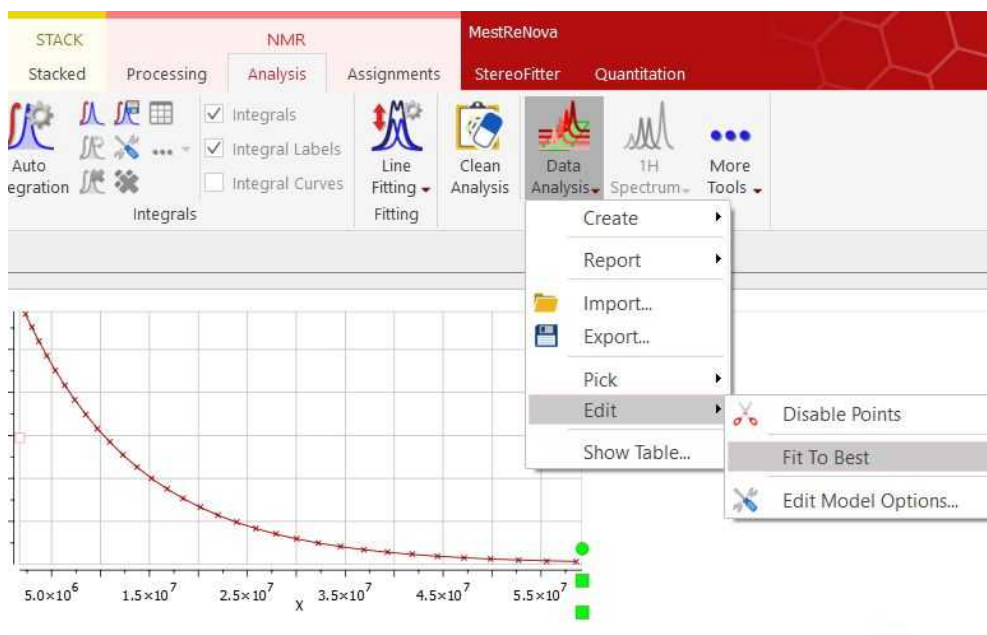 STACK
NMR
MestReNova
Stacked
Processing
Analysis
Assignments
StereoFitter
Quantitation
Auto
egration
Integrals
Integral Labels
Integral Curves
Integrals
Line
Fitting
Fitting
Clean
Analysis
Data
Analysis
1H
Spectrum
More
Tools
Create
Report
Import...
Export...
Pick
Edit
Show Table...
Disable Points
Fit To Best
Edit Model Options...
5.0×10⁶
1.5×10⁷
2.5×10⁷
3.5×10⁷
4.5×10⁷
5.5×10⁷
X